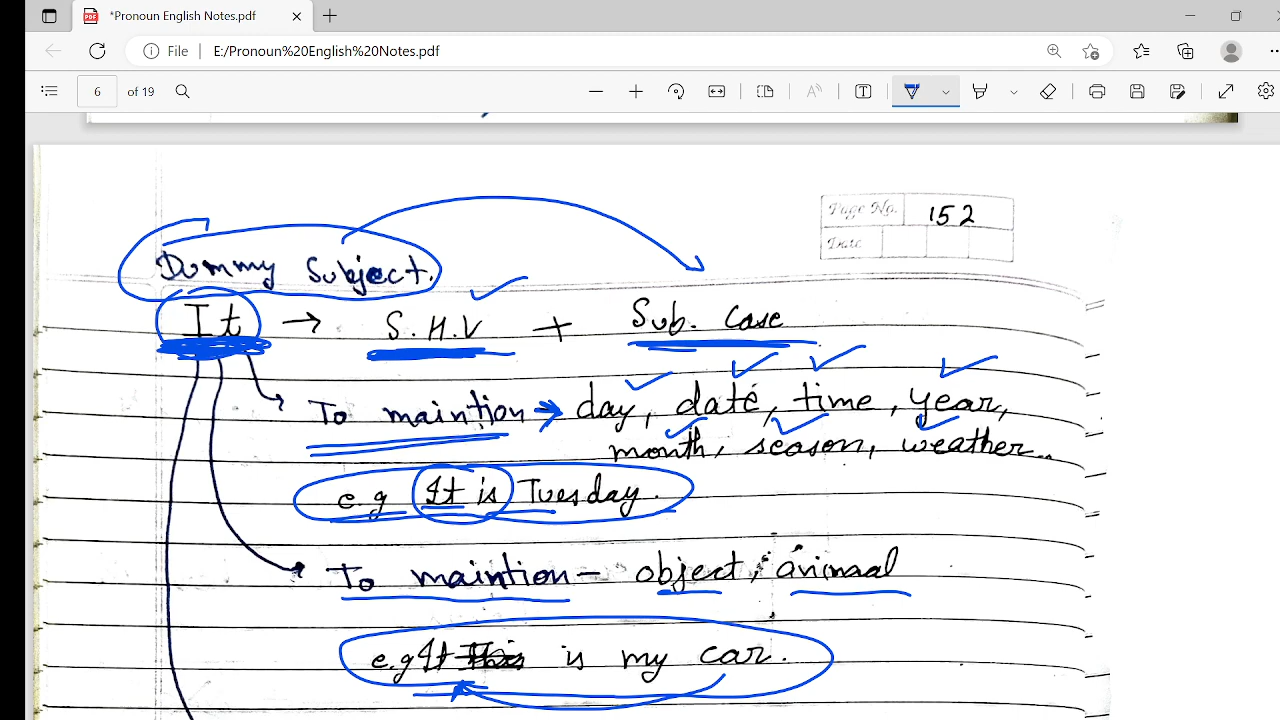 *Pronoun English Notes.pdf
File E:/Pronoun%20English%20Notes.pdf
6 of 19
Page No. 152
Date
Dummy Subject.
It → S.H.V + Sub. Case
To maintion → day, date, time, year,
month, season, weather..
e.g It is Tuesday.
To maintion - object, animaal
e.g It is my car.